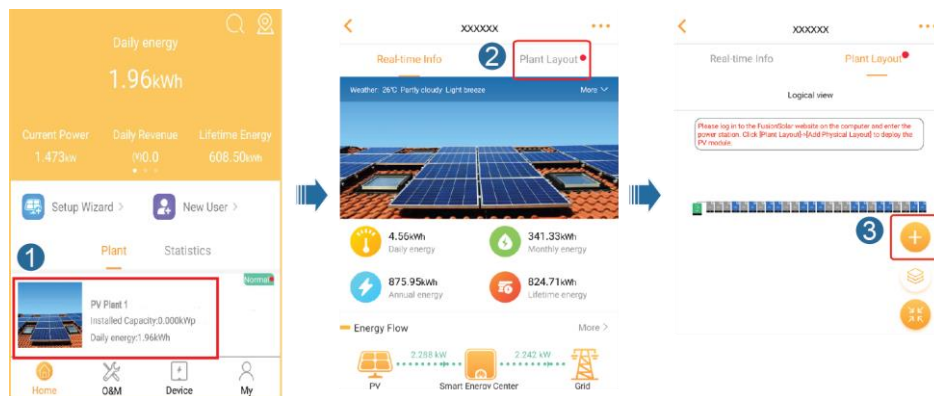 Daily energy
1.96kWh
Current Power Daily Revenue Lifetime Energy
1.473kw (¥)0.0 608.50kwh
Setup Wizard > New User >
1
Plant Statistics
Normal
PV Plant 1
Installed Capacity:0.000kWp
Daily energy:1.96kWh
Home O&M Device My
xxxxxx
Real-time Info 2 Plant Layout
Weather: 26°C Partly cloudy Light breeze More
4.56kWh
Daily energy
341.33kWh
Monthly energy
875.95kWh
Annual energy
824.71kWh
Lifetime energy
Energy Flow More >
2.288 kW 2.242 kW
PV Smart Energy Center Grid
xxxxxx
Real-time Info Plant Layout
Logical view
Please log in to the FusionSolar website on the computer and enter the
power station. Click [Plant Layout]-[Add Physical Layout] to deploy the
PV module.
3